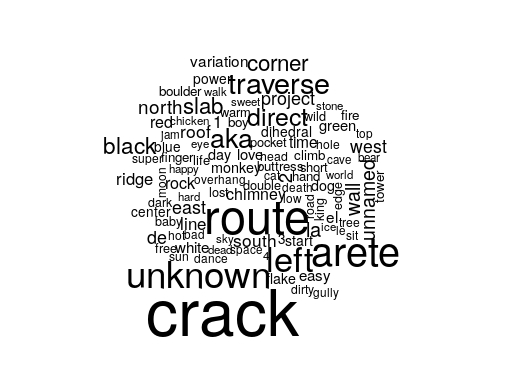 variation corner
power traverse
boulder walk
north slab sweet direct project stone
red chicken 1 boy warm wild fire
jam roof aka dihedral green top
black blue eye pocket time hole west
super finger life day love head climb cave bear
happy monkey buttress short
moon overhang cat 2 hand world
ridge rock double death dog edge wall unnamed tower
hard lost chimney low road king
dark east route el tree
center baby line la ice le
de hot bad sky south 3 start sit
free white dead space 4 left arete
sun dance
unknown flake easy
dirty gully
crack